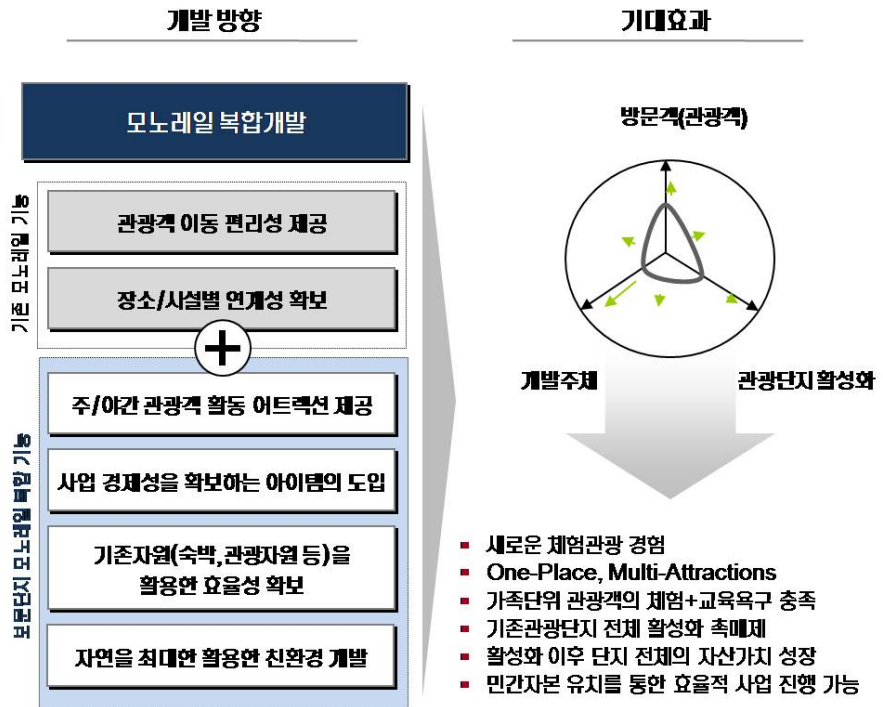 개발 방향
모노레일 복합개발
기존 모노레일 기능
관광객 이동 편리성 제공
장소/시설별 연계성 확보
보문단지 모노레일 복합 기능
주/야간 관광객 활동 어트랙션 제공
사업 경제성을 확보하는 아이템의 도입
기존자원(숙박,관광자원 등)을
활용한 효율성 확보
자연을 최대한 활용한 친환경 개발
기대효과
방문객(관광객)
개발주체
관광단지 활성화
새로운 체험관광 경험
One-Place, Multi-Attractions
가족단위 관광객의 체험+교육욕구 충족
기존관광단지 전체 활성화 촉매제
활성화 이후 단지 전체의 자산가치 성장
민간자본 유치를 통한 효율적 사업 진행 가능